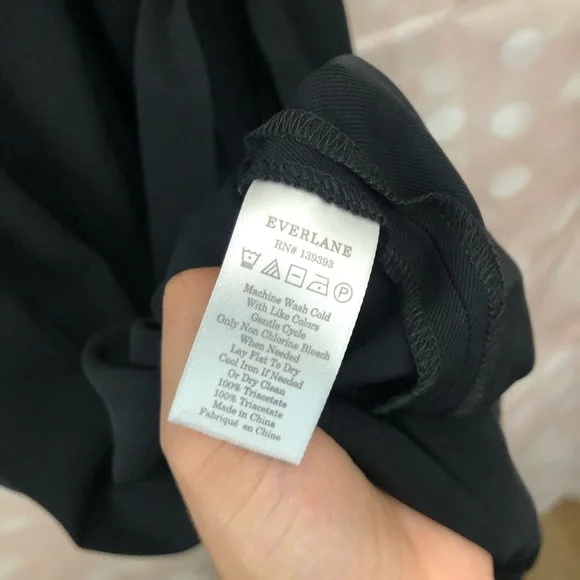 EVERLANE
RN# 139393
P
Machine Wash Cold
With Like Colors
Gentle Cycle
Only Non Chlorine Bleach
When Needed
Lay Flat To Dry
Cool Iron If Needed
Or Dry Clean
100% Triacetate
100% Triacetate
Made in China
Fabriqué en Chine